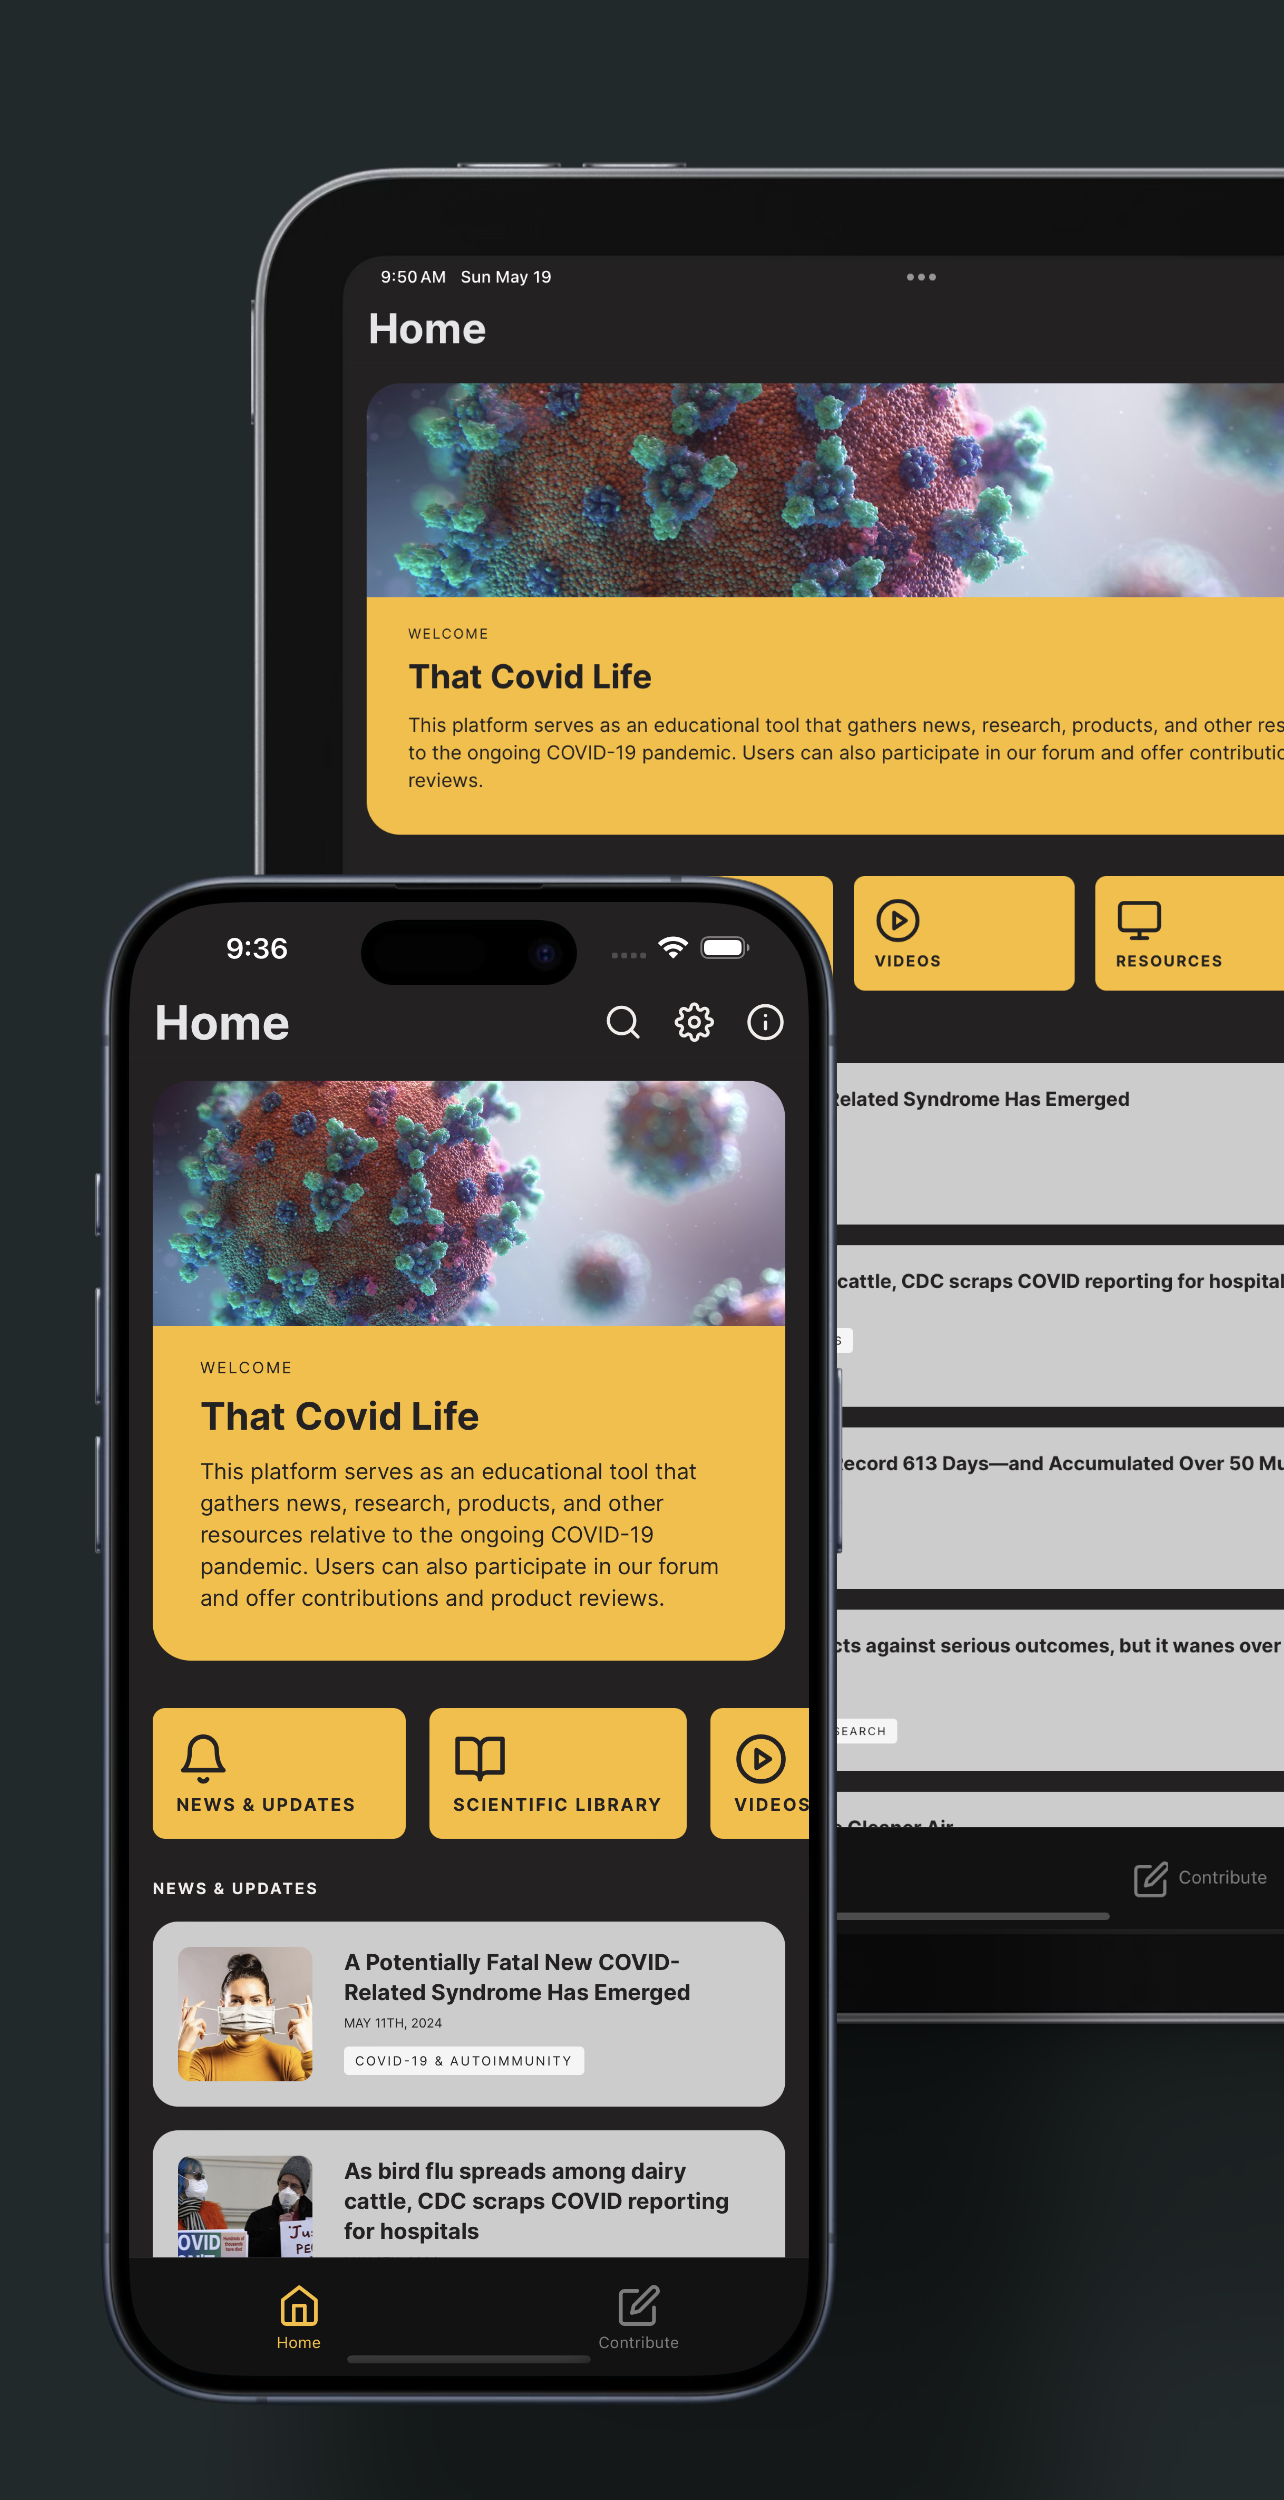 9:50 AM Sun May 19
Home
WELCOME
That Covid Life
This platform serves as an educational tool that gathers news, research, products, and other
to the ongoing COVID-19 pandemic. Users can also participate in our forum and offer
reviews.
VIDEOS
RESOURCES
Related Syndrome Has Emerged
cattle, CDC scraps COVID reporting for hospital
Record 613 Days—and Accumulated Over 50
against serious outcomes, but it wanes over
Cleaner Air
Contribute
9:36
Home
WELCOME
That Covid Life
This platform serves as an educational tool that
gathers news, research, products, and other
resources relative to the ongoing COVID-19
pandemic. Users can also participate in our forum
and offer contributions and product reviews.
NEWS & UPDATES
SCIENTIFIC LIBRARY
VIDEOS
NEWS & UPDATES
A Potentially Fatal New COVID-
Related Syndrome Has Emerged
MAY 11TH, 2024
COVID-19 & AUTOIMMUNITY
As bird flu spreads among dairy
cattle, CDC scraps COVID reporting
for hospitals
OVID
Home
Contribute